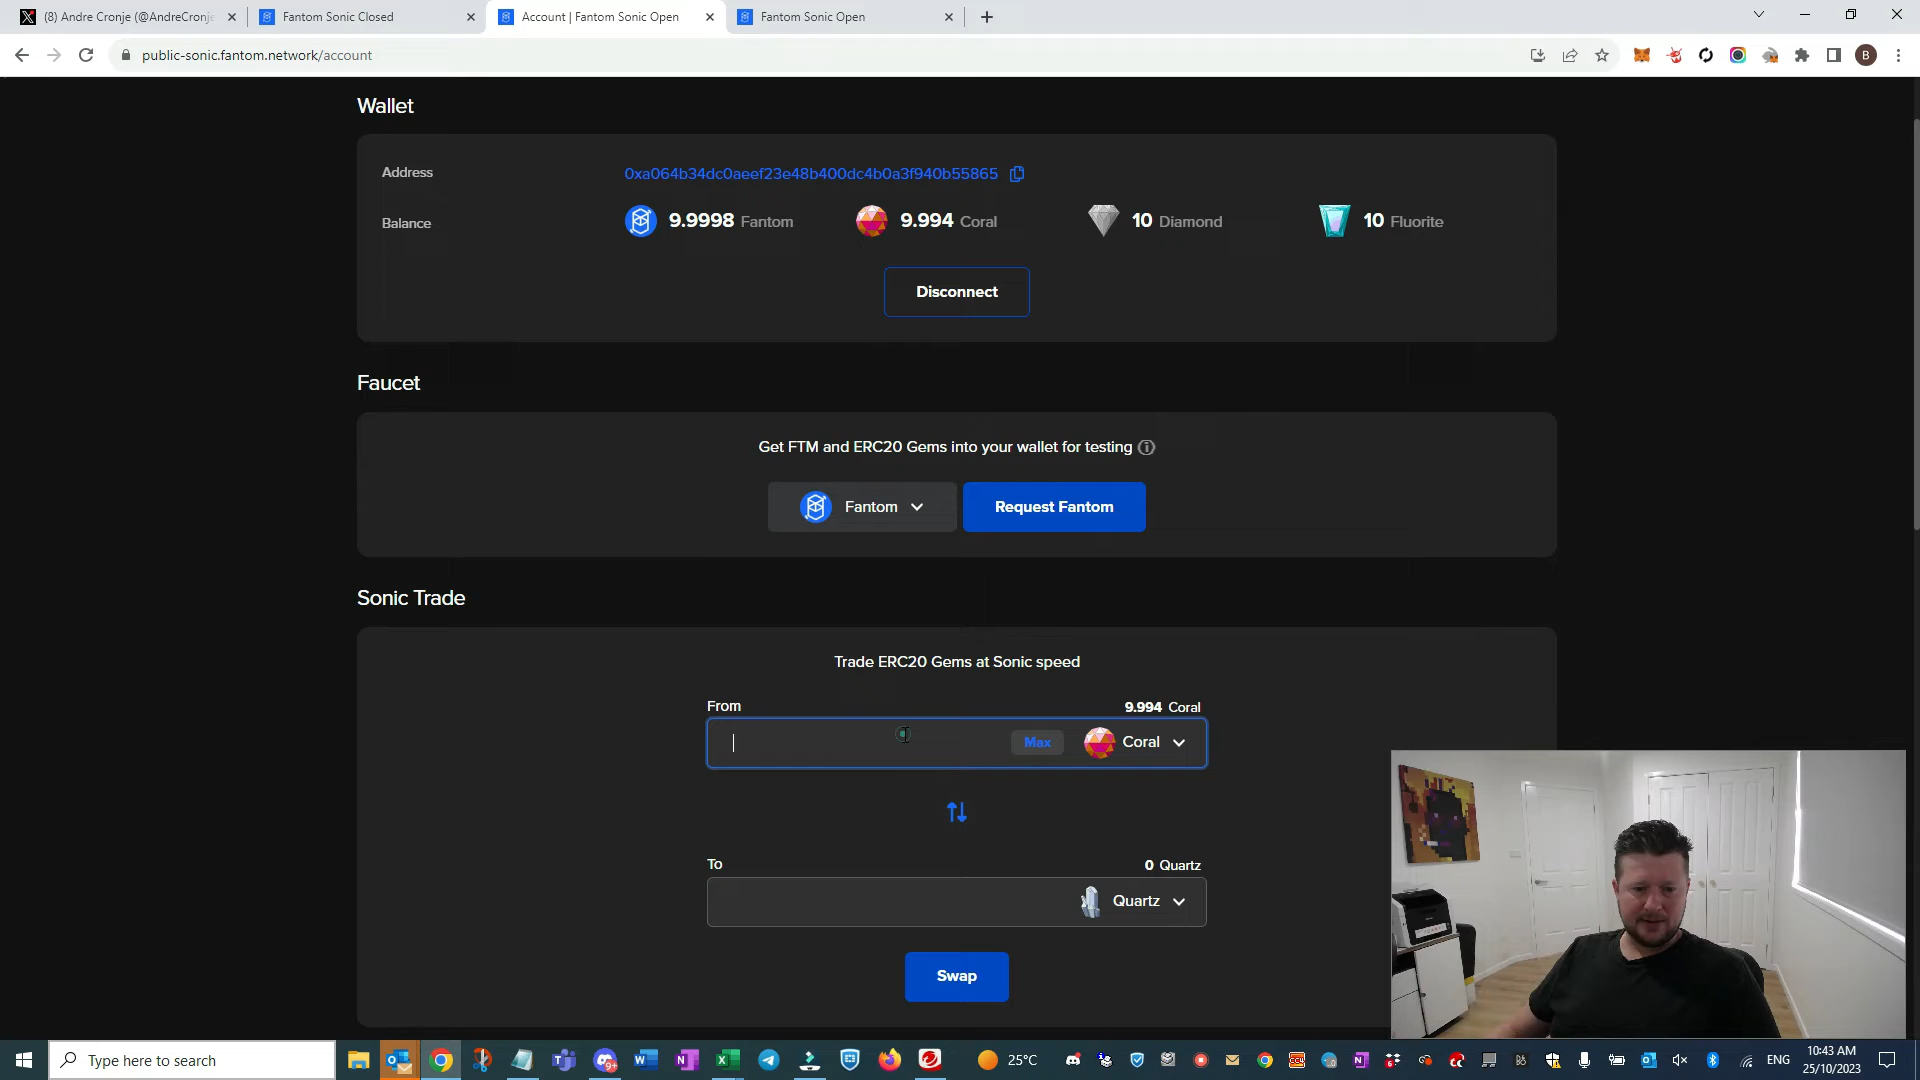 (8) Andre Cronje (@AndreCronje
Fantom Sonic Closed
Account | Fantom Sonic Open
Fantom Sonic Open
public-sonic.fantom.network/account
B
Wallet
Address
0xa064b34dc0aeef23e48b400dc4b0a3f940b55865
Balance
9.9998 Fantom
9.994 Coral
10 Diamond
10 Fluorite
Disconnect
Faucet
Get FTM and ERC20 Gems into your wallet for testing
Fantom
Request Fantom
Sonic Trade
Trade ERC20 Gems at Sonic speed
From
9.994 Coral
Max
Coral
To
0 Quartz
Quartz
Swap
Type here to search
25°C
ENG
10:43 AM
25/10/2023